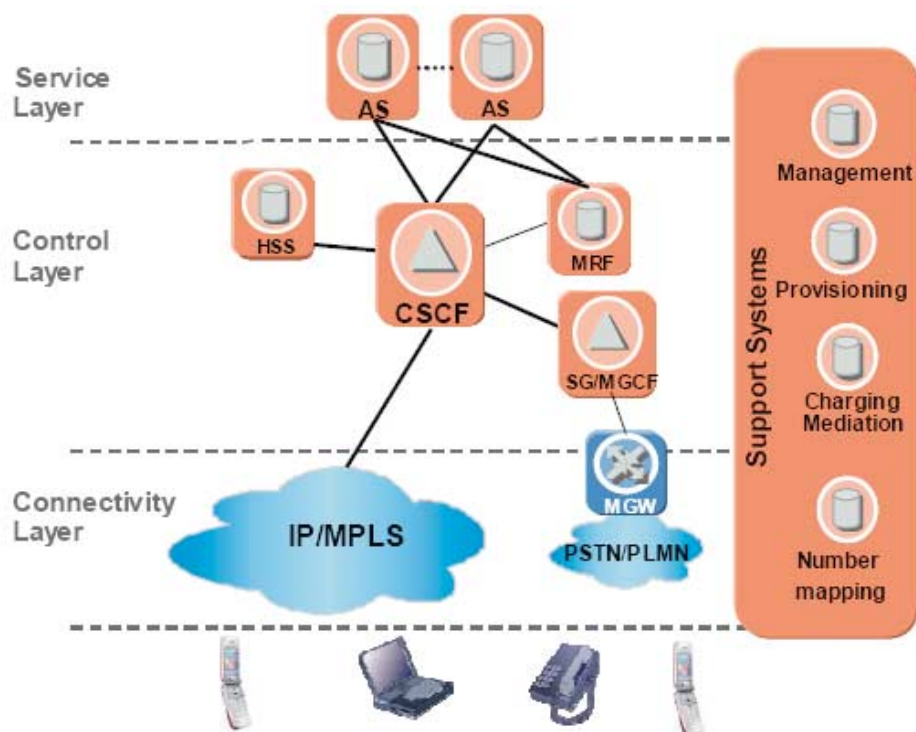 Service
Layer
AS
AS
Control
Layer
HSS
CSCF
MRF
SG/MGCF
Connectivity
Layer
IP/MPLS
MGW
PSTN/PLMN
Support Systems
Management
Provisioning
Charging
Mediation
Number
mapping